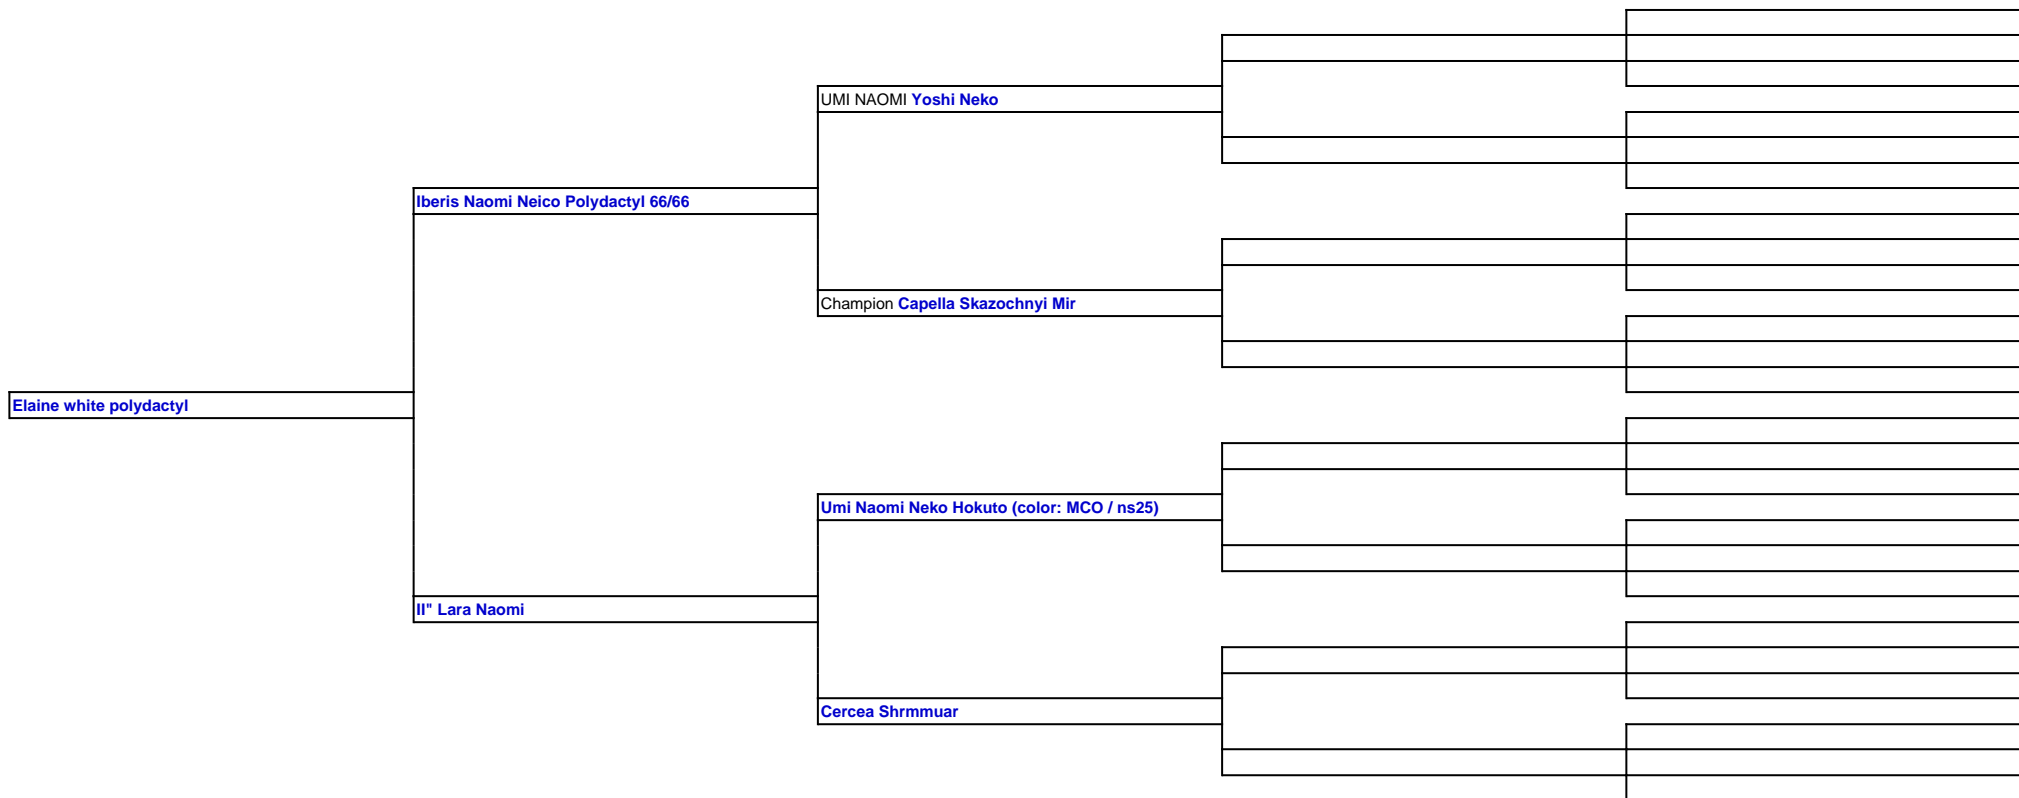 UMI NAOMI Yoshi Neko
Iberis Naomi Neico Polydactyl 66/66
Champion Capella Skazochnyi Mir
Elaine white polydactyl
Umi Naomi Neko Hokuto (color: MCO / ns25)
II" Lara Naomi
Cercea Shrmmuar